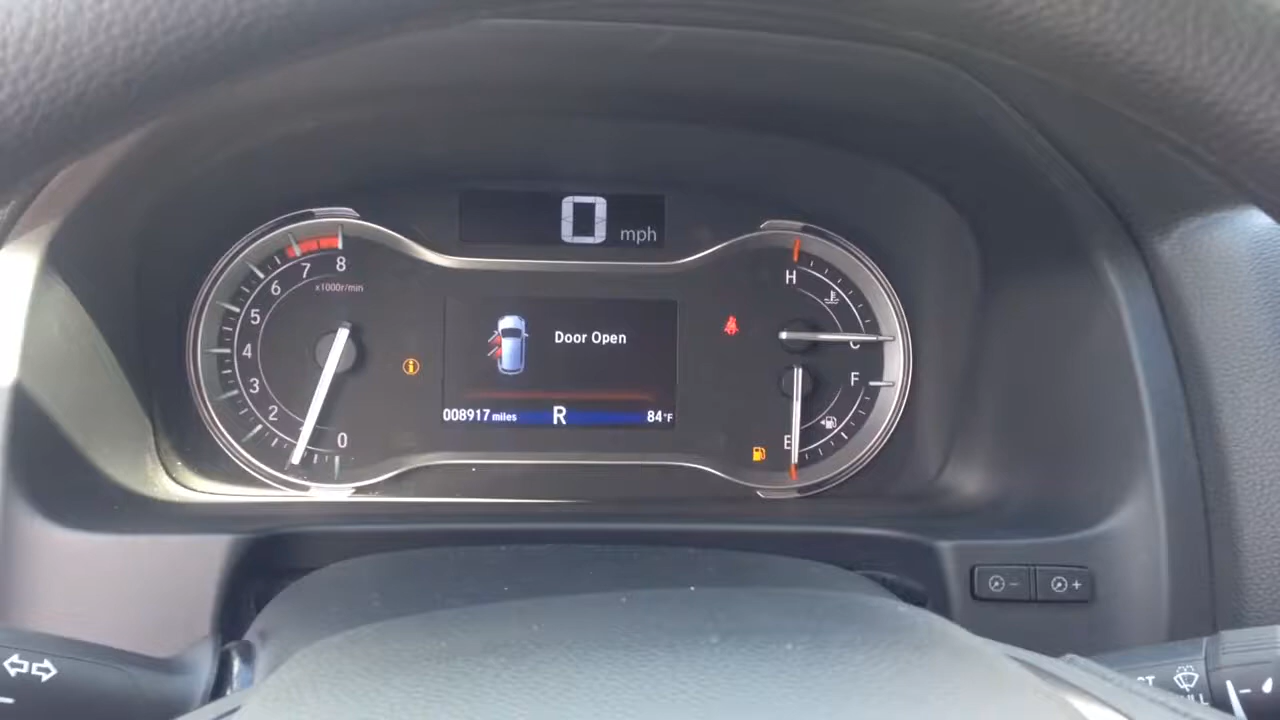 0 mph
8
7
6
5
4
3
2
0
x1000r/min
Door Open
008917 miles R 84°F
H
C
F
E
- +